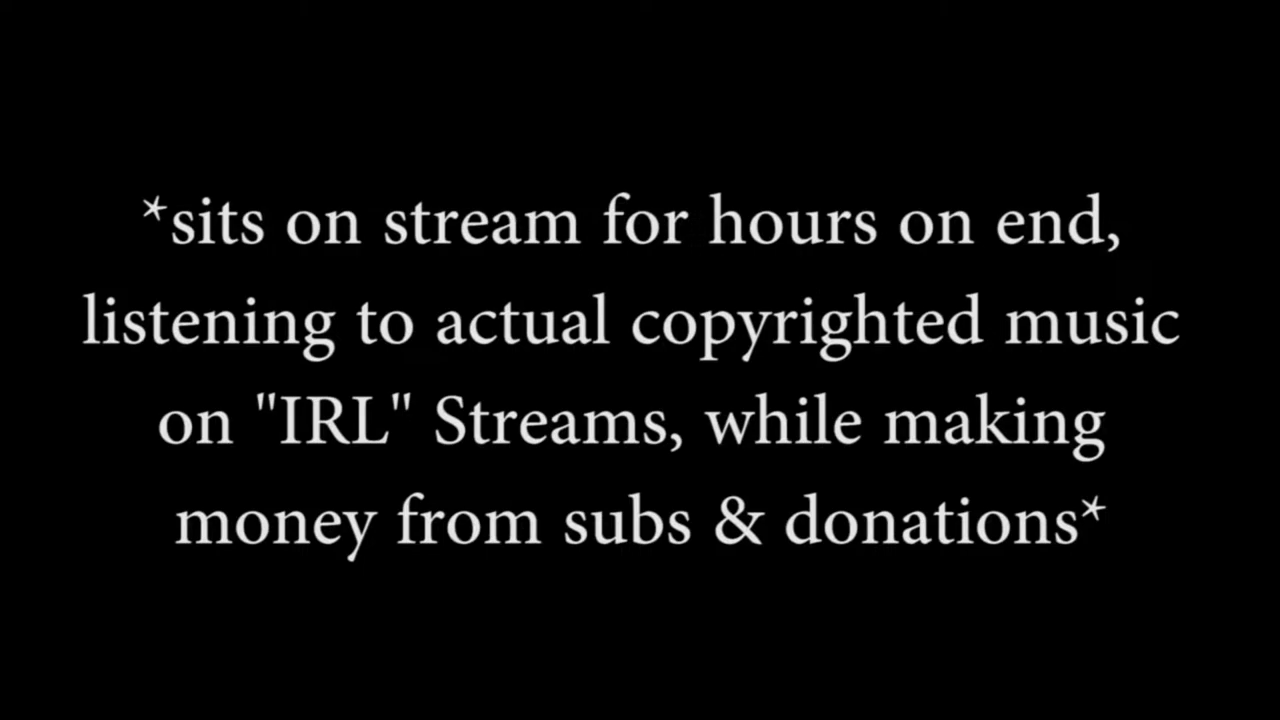 *sits on stream for hours on end,
listening to actual copyrighted music
on "IRL" Streams, while making
money from subs & donations*